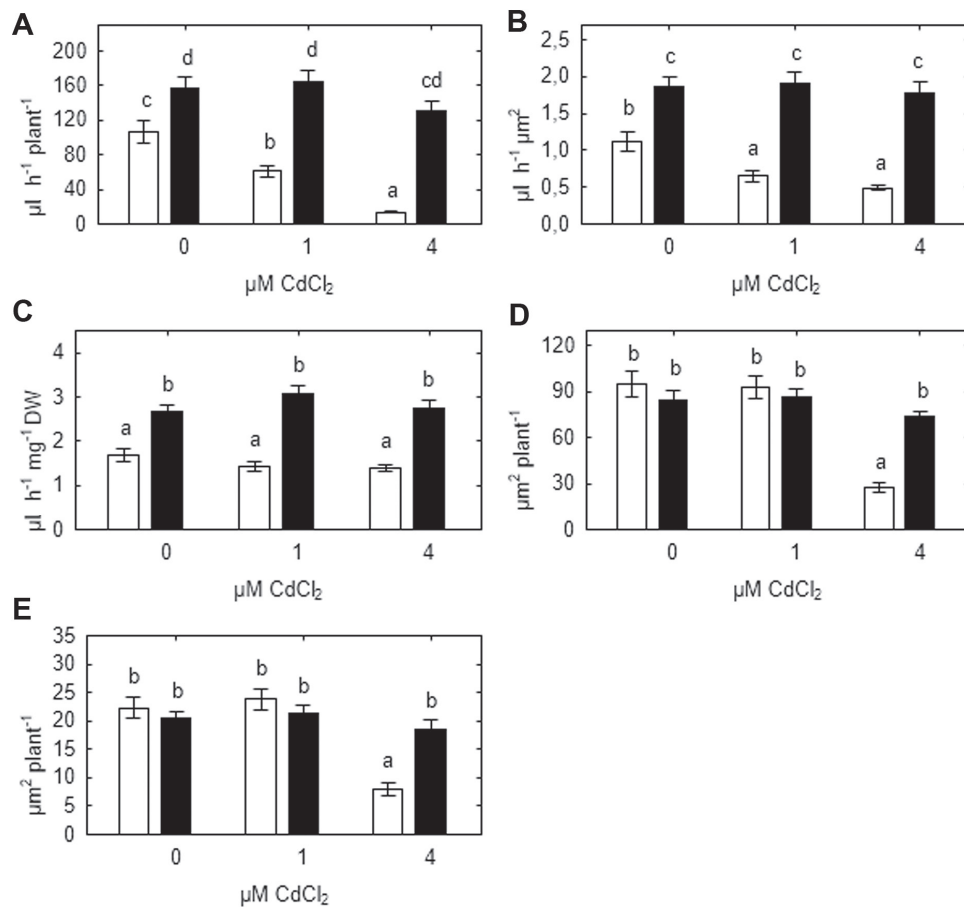 A
µl h⁻¹ plant⁻¹
200
160
120
80
40
0
c
d
b
d
a
cd
0 1 4
µM CdCl₂
B
µl h⁻¹ µm²
2,5
2,0
1,5
1,0
0,5
0,0
b
c
a
c
a
c
0 1 4
µM CdCl₂
C
µl h⁻¹ mg⁻¹ DW
4
3
2
1
0
a
b
a
b
a
b
0 1 4
µM CdCl₂
D
µm² plant⁻¹
120
90
60
30
0
b
b
b
b
a
b
0 1 4
µM CdCl₂
E
µm² plant⁻¹
35
30
25
20
15
10
5
0
b
b
b
b
a
b
0 1 4
µM CdCl₂